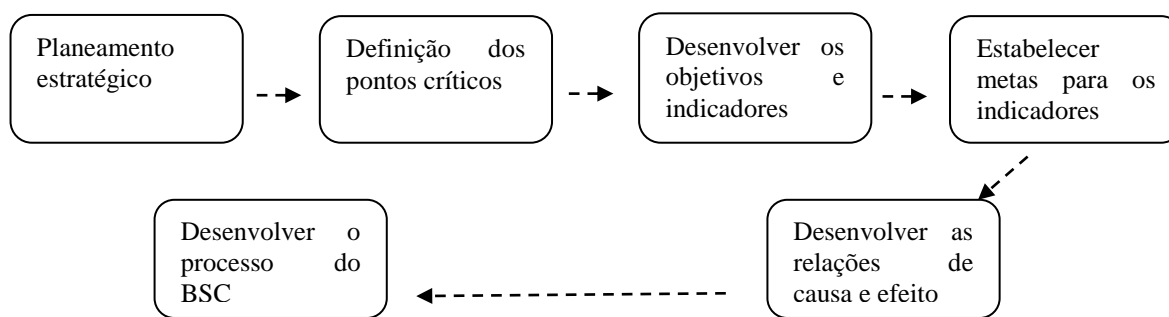 Planeamento
estratégico
Definição dos
pontos críticos
Desenvolver os
objetivos e
indicadores
Estabelecer
metas para os
indicadores
Desenvolver as
relações de
causa e efeito
Desenvolver o
processo do
BSC